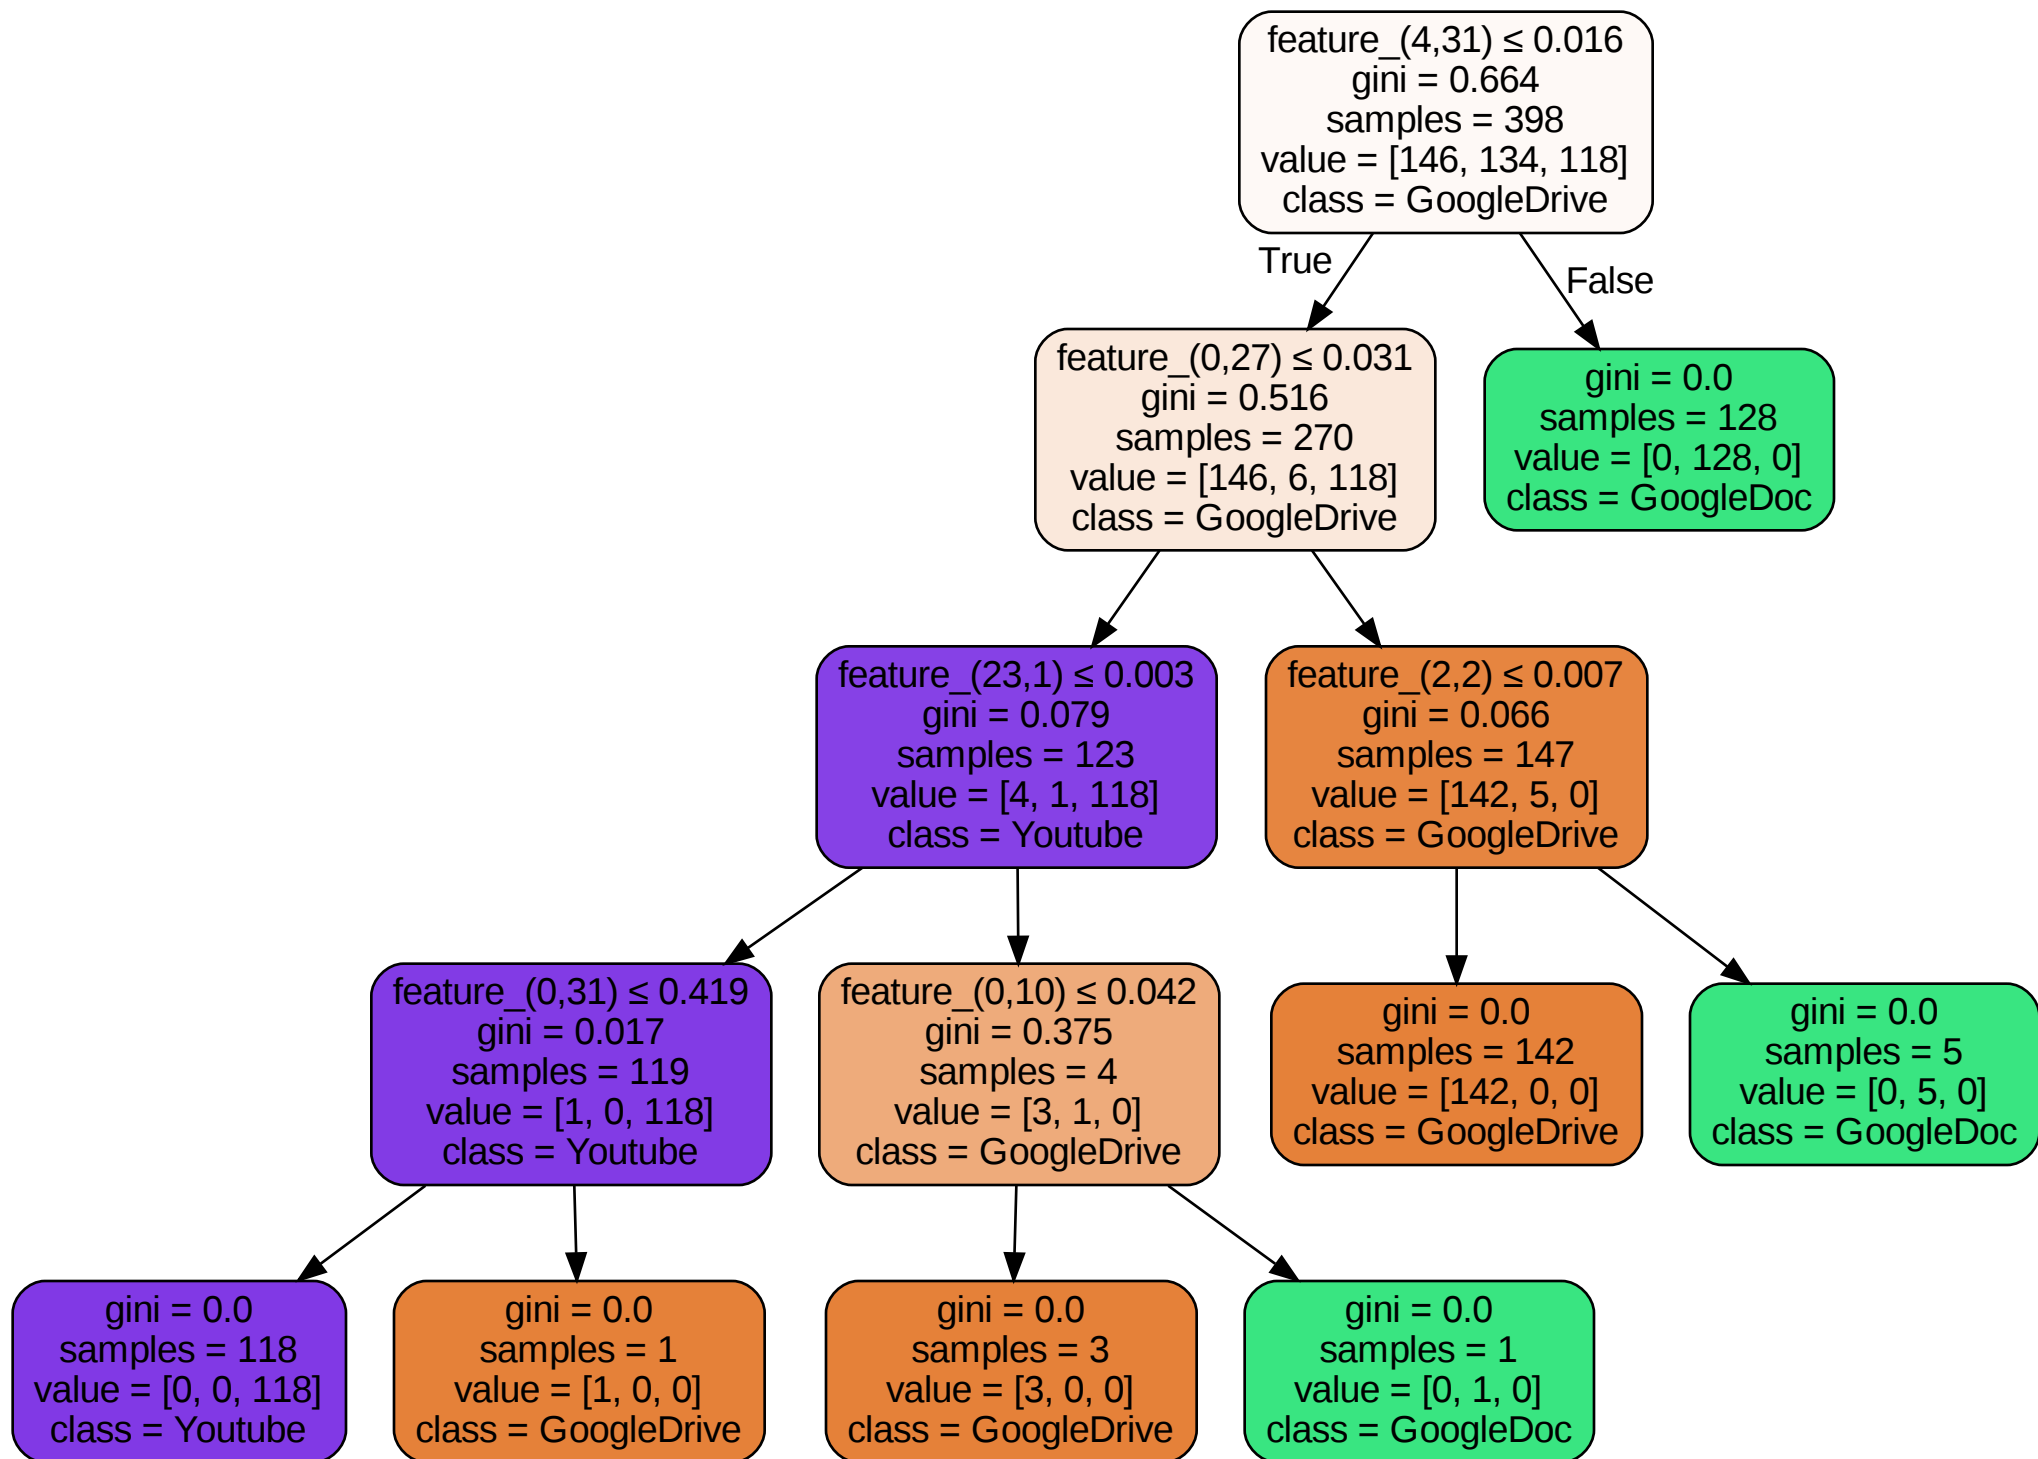 feature_(4,31) ≤ 0.016
gini = 0.664
samples = 398
value = [146, 134, 118]
class = GoogleDrive
True
False
feature_(0,27) ≤ 0.031
gini = 0.516
samples = 270
value = [146, 6, 118]
class = GoogleDrive
gini = 0.0
samples = 128
value = [0, 128, 0]
class = GoogleDoc
feature_(23,1) ≤ 0.003
gini = 0.079
samples = 123
value = [4, 1, 118]
class = Youtube
feature_(2,2) ≤ 0.007
gini = 0.066
samples = 147
value = [142, 5, 0]
class = GoogleDrive
feature_(0,31) ≤ 0.419
gini = 0.017
samples = 119
value = [1, 0, 118]
class = Youtube
feature_(0,10) ≤ 0.042
gini = 0.375
samples = 4
value = [3, 1, 0]
class = GoogleDrive
gini = 0.0
samples = 142
value = [142, 0, 0]
class = GoogleDrive
gini = 0.0
samples = 5
value = [0, 5, 0]
class = GoogleDoc
gini = 0.0
samples = 118
value = [0, 0, 118]
class = Youtube
gini = 0.0
samples = 1
value = [1, 0, 0]
class = GoogleDrive
gini = 0.0
samples = 3
value = [3, 0, 0]
class = GoogleDrive
gini = 0.0
samples = 1
value = [0, 1, 0]
class = GoogleDoc